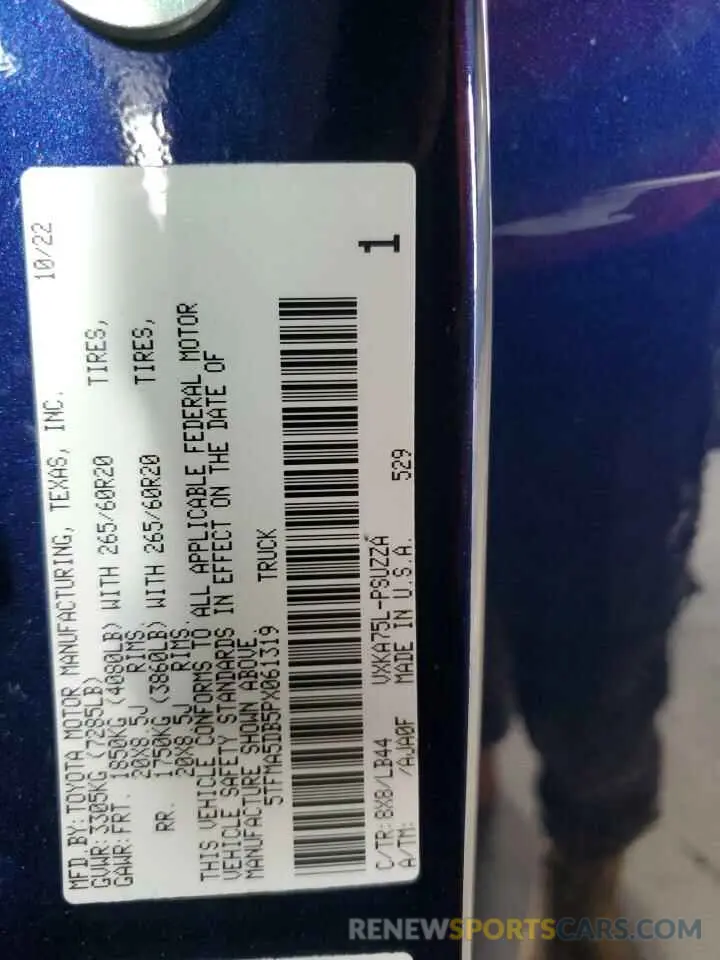 MFD.BY: TOYOTA MOTOR MANUFACTURING, TEXAS, INC. 10/22
GVWR: 3305KG (7285LB)
GAWR: FRT. 1850KG (4080LB) WITH 265/60R20 TIRES,
20X8.5J RIMS.
RR. 1750KG (3860LB) WITH 265/60R20 TIRES,
20X8.5J RIMS.
THIS VEHICLE CONFORMS TO ALL APPLICABLE FEDERAL MOTOR
VEHICLE SAFETY STANDARDS IN EFFECT ON THE DATE OF
MANUFACTURE SHOWN ABOVE.
5TFMA5DB5PX061319 TRUCK
1
C/TR: 8X8/LB44 VXKA75L-PSUZZA
A/TM: /AJA0F MADE IN U.S.A. 529
RENEWSPORTSCARS.COM